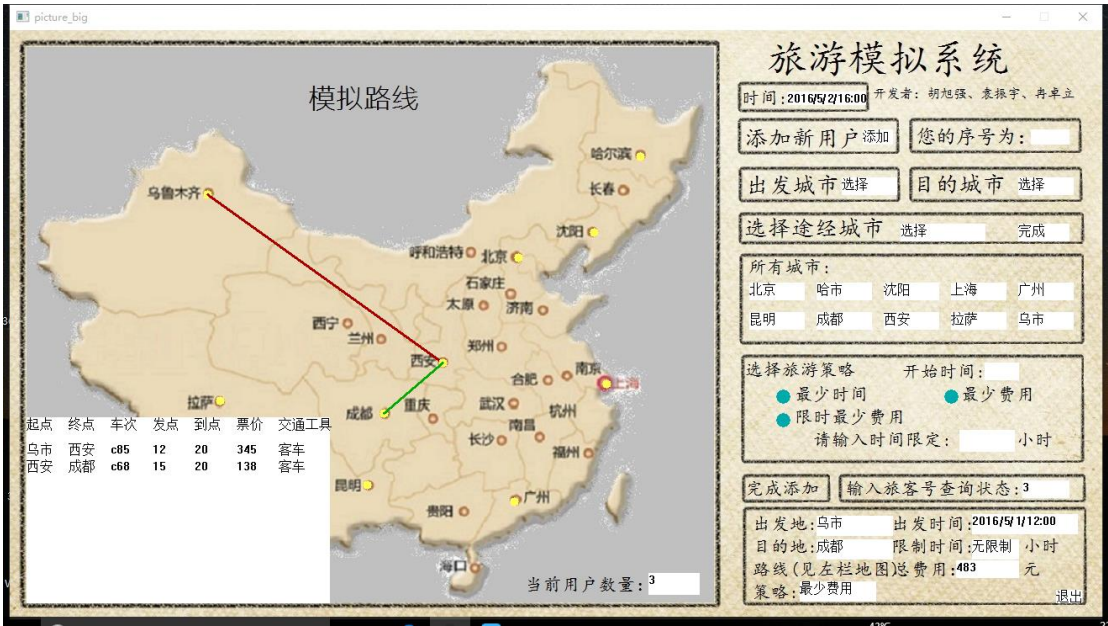 picture_big
模拟路线
哈尔滨
乌鲁木齐
长春
沈阳
呼和浩特
北京
石家庄
太原
济南
西宁
兰州
西安
郑州
南京
合肥
上海
拉萨
成都
重庆
武汉
杭州
南昌
长沙
福州
昆明
贵阳
广州
海口
起点 终点 车次 发点 到点 票价 交通工具
乌市 西安 c85 12 20 345 客车
西安 成都 c68 15 20 138 客车
当前用户数量:3
旅游模拟系统
时间:2016/5/2/16:00 开发者: 胡旭强、袁振宇、冉卓立
添加新用户 添加 您的序号为:
出发城市 选择 目的城市 选择
选择途经城市 选择 完成
所有城市:
北京 哈市 沈阳 上海 广州
昆明 成都 西安 拉萨 乌市
选择旅游策略 开始时间:
最少时间 最少费用
限时最少费用
请输入时间限定: 小时
完成添加 输入旅客号查询状态:3
出发地:乌市 出发时间:2016/5/1/12:00
目的地:成都 限制时间:无限制 小时
路线(见左栏地图)总费用:483 元
策略:最少费用 退出